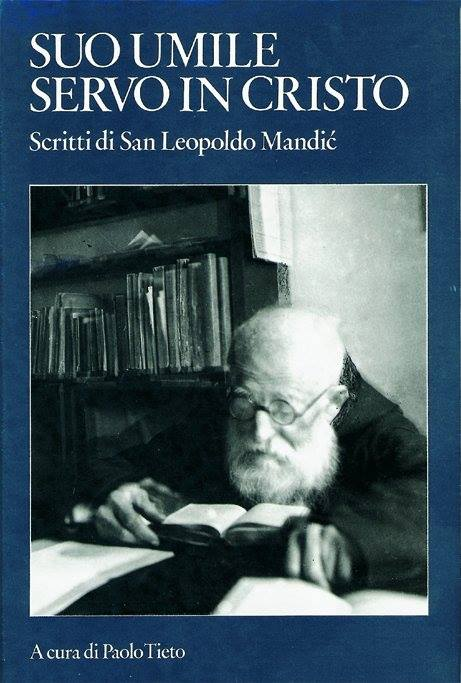 SUO UMILE
SERVO IN CRISTO
Scritti di San Leopoldo Mandić
A cura di Paolo Tieto